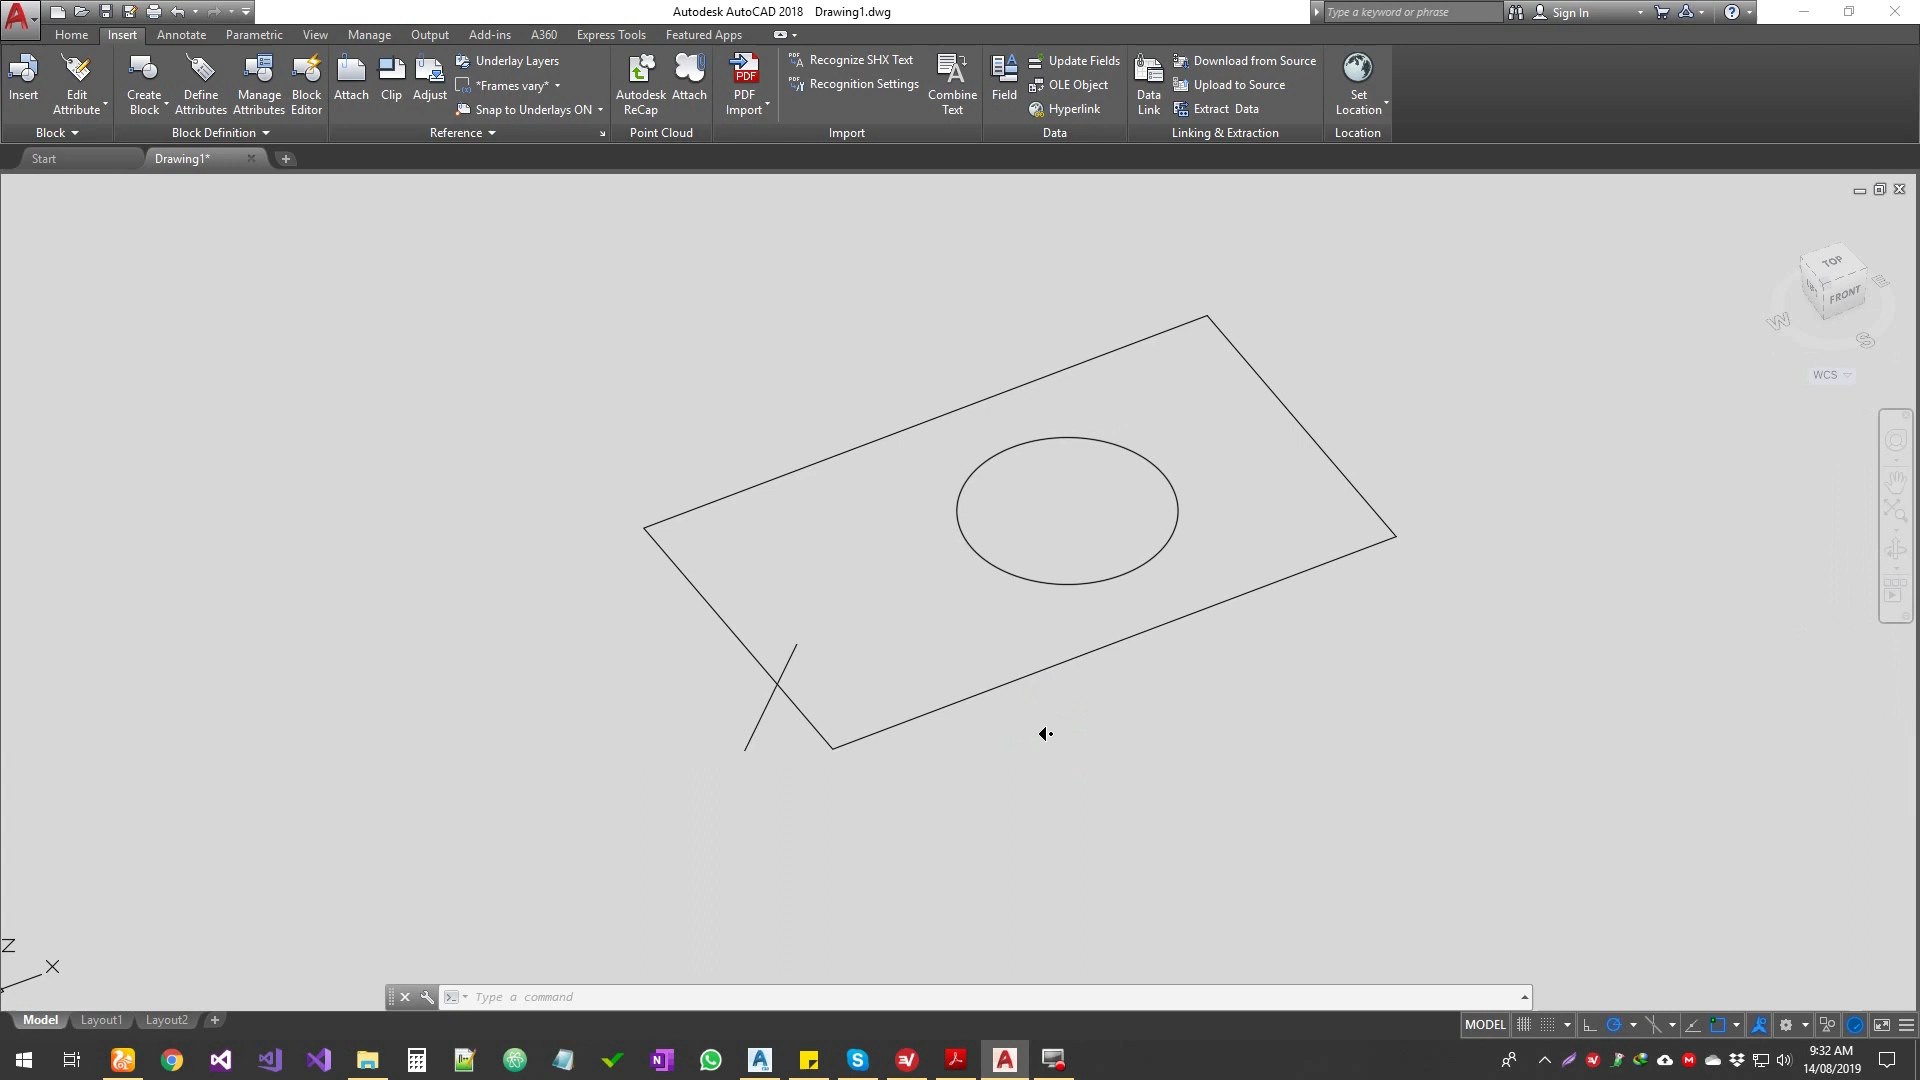 Autodesk AutoCAD 2018 Drawing1.dwg
Type a keyword or phrase
Sign In
Home Insert Annotate Parametric View Manage Output Add-ins A360 Express Tools Featured Apps
Insert
Edit
Attribute
Block
Create
Block
Define
Attributes
Manage
Attributes
Block
Editor
Block Definition
Attach
Clip
Adjust
Underlay Layers
*Frames vary*
Snap to Underlays ON
Reference
Autodesk
ReCap
Attach
Point Cloud
PDF
PDF
Import
Recognize SHX Text
Recognition Settings
Combine
Text
Import
Field
Update Fields
OLE Object
Hyperlink
Data
Data
Link
Download from Source
Upload to Source
Extract Data
Linking & Extraction
Set
Location
Location
Start
Drawing1*
TOP
FRONT
W
S
E
WCS
Z
X
Type a command
Model Layout1 Layout2
MODEL
9:32 AM
14/08/2019